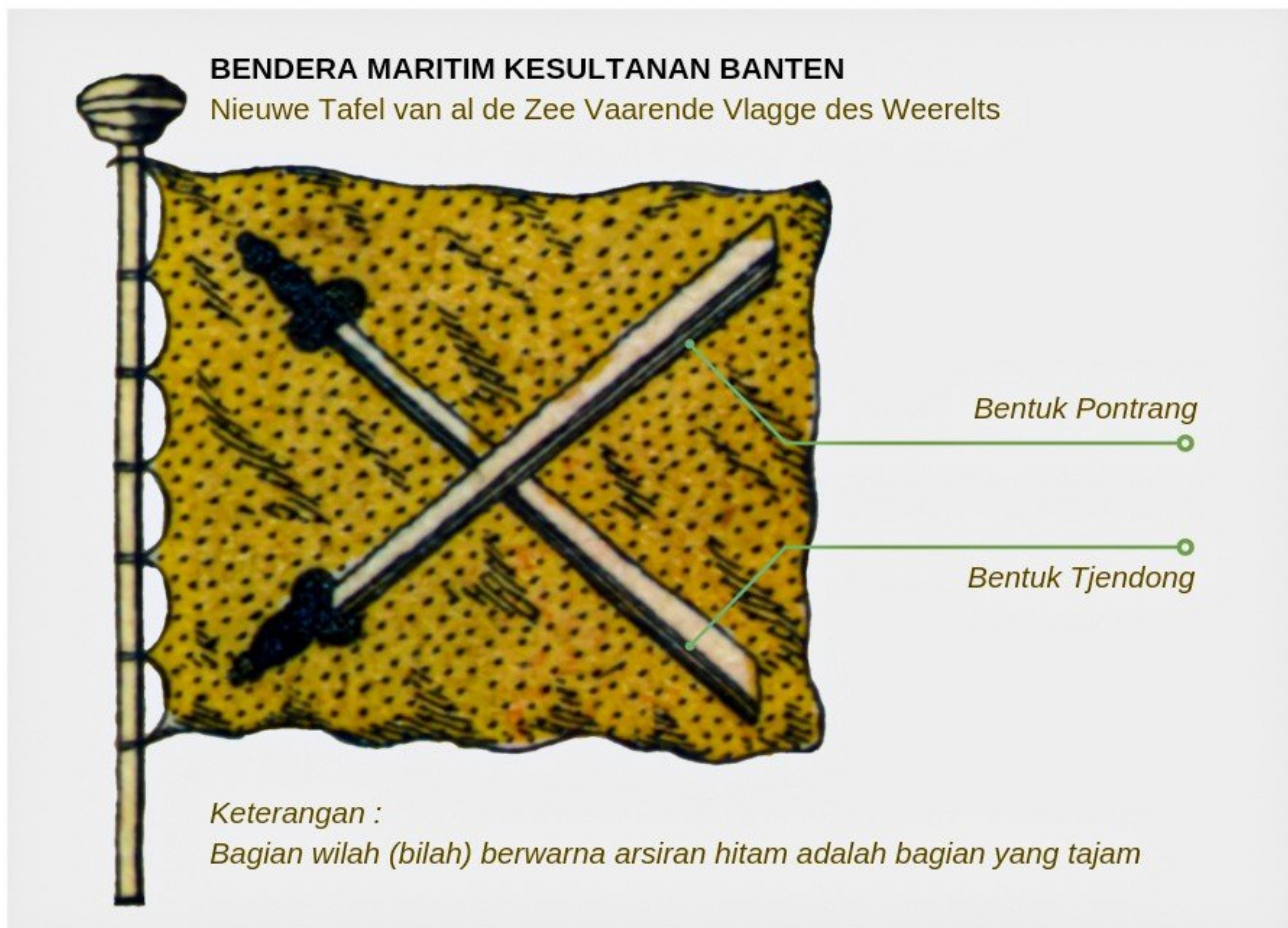 BENDERA MARITIM KESULTANAN BANTEN
Nieuwe Tafel van al de Zee Vaarende Vlagge des Weerelts
Bentuk Pontrang
Bentuk Tjendong
Keterangan :
Bagian wilah (bilah) berwarna arsiran hitam adalah bagian yang tajam